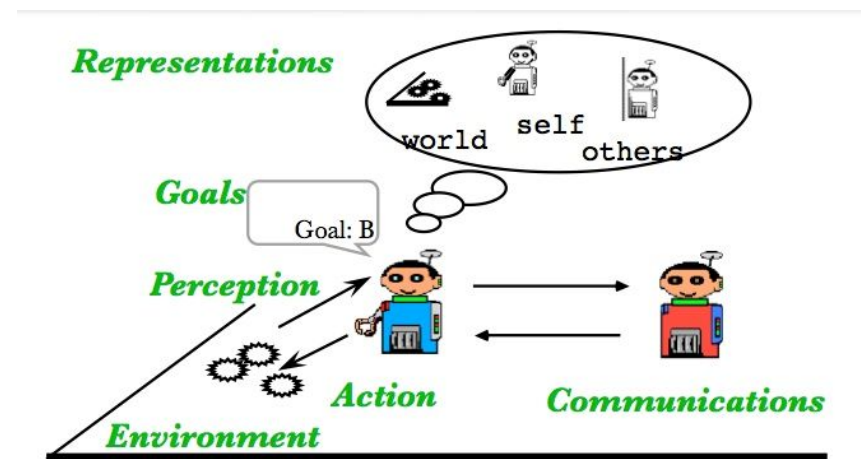 Representations
world
self
others
Goals
Goal: B
Perception
Action
Communications
Environment